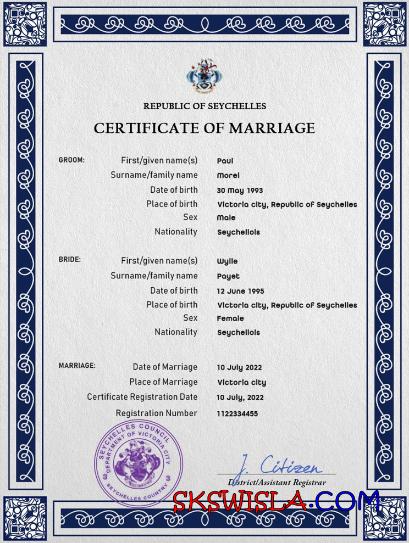 REPUBLIC OF SEYCHELLES
CERTIFICATE OF MARRIAGE
GROOM: First/given name(s) Paul
Surname/family name Morel
Date of birth 30 May 1993
Place of birth Victoria city, Republic of Seychelles
Sex Male
Nationality Seychellois
BRIDE: First/given name(s) Wylie
Surname/family name Payet
Date of birth 12 June 1995
Place of birth Victoria city, Republic of Seychelles
Sex Female
Nationality Seychellois
MARRIAGE: Date of Marriage 10 July 2022
Place of Marriage Victoria city
Certificate Registration Date 10 July, 2022
Registration Number 1122334455
SEYCHELLES COUNCIL
DEPARTMENT OF VICTORIA CITY
SEYCHELLES COUNTRY
J. Citizen
District/Assistant Registrar
SKSWISLA.COM